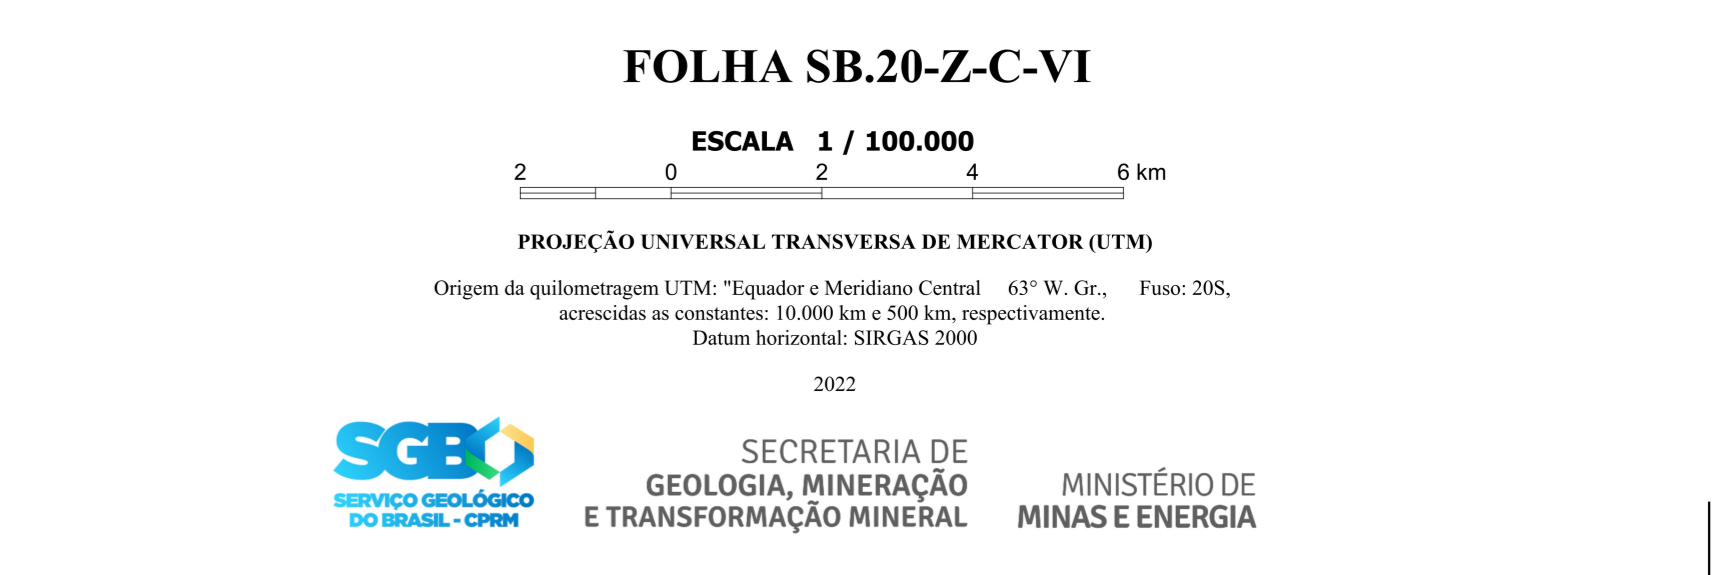 FOLHA SB.20-Z-C-VI
ESCALA 1 / 100.000
2 0 2 4 6 km
PROJEÇÃO UNIVERSAL TRANSVERSA DE MERCATOR (UTM)
Origem da quilometragem UTM: "Equador e Meridiano Central 63° W. Gr., Fuso: 20S,
acrescidas as constantes: 10.000 km e 500 km, respectivamente.
Datum horizontal: SIRGAS 2000
2022
SGB
SERVIÇO GEOLÓGICO
DO BRASIL - CPRM
SECRETARIA DE
GEOLOGIA, MINERAÇÃO
E TRANSFORMAÇÃO MINERAL
MINISTÉRIO DE
MINAS E ENERGIA